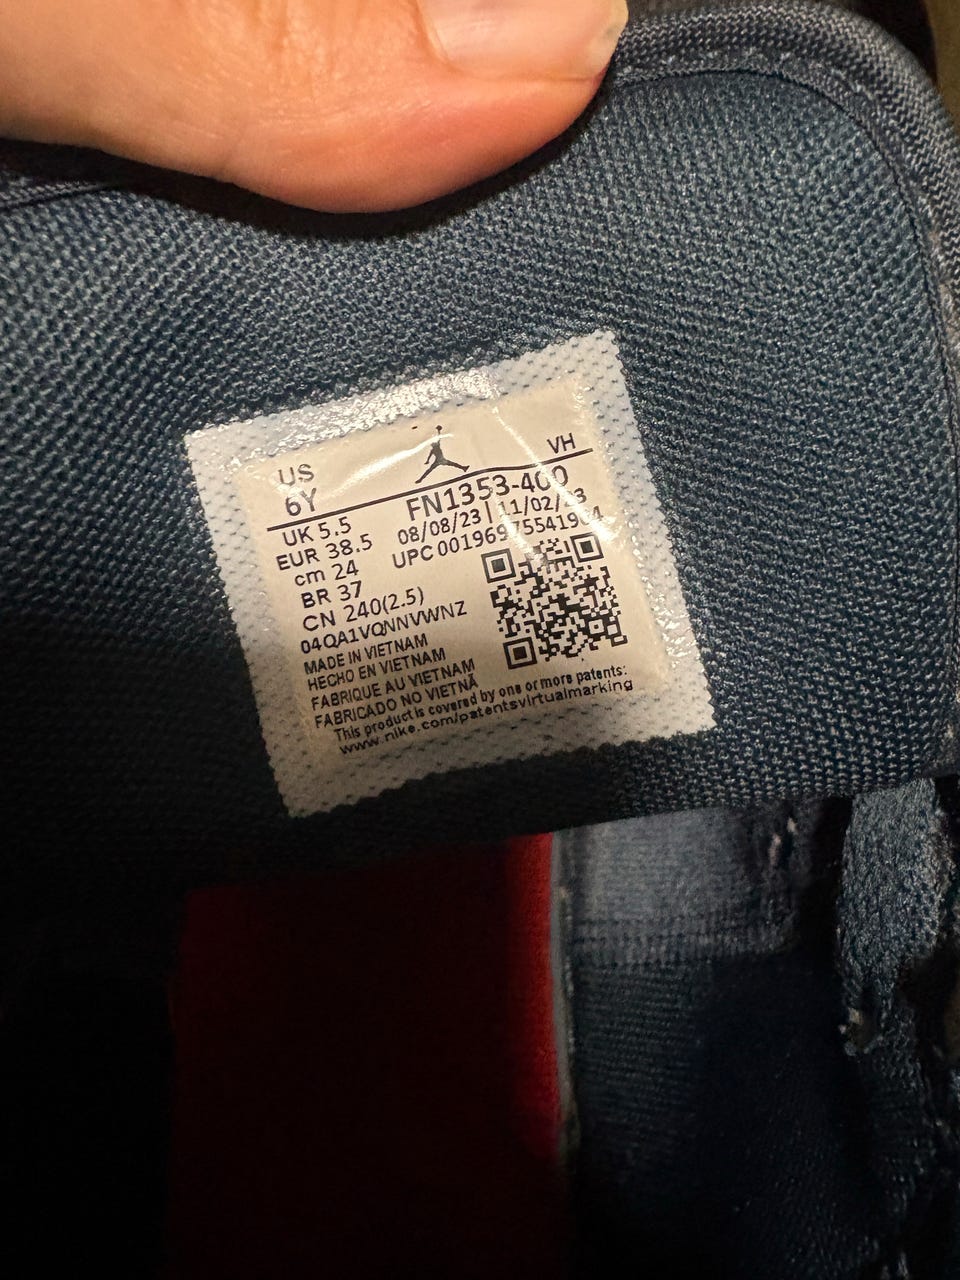 US
6Y
VH
FN1353-400
UK 5.5
08/08/23 | 11/02/23
EUR 38.5
UPC
cm 24
BR 37
CN 240(2.5)
04QA1VQNNVWNZ
MADE IN VIETNAM
HECHO EN VIETNAM
FABRIQUE AU VIETNAM
FABRICADO NO VIETNÃ
This product is covered by one or more patents:
www.nike.com/patentsvirtualmarking